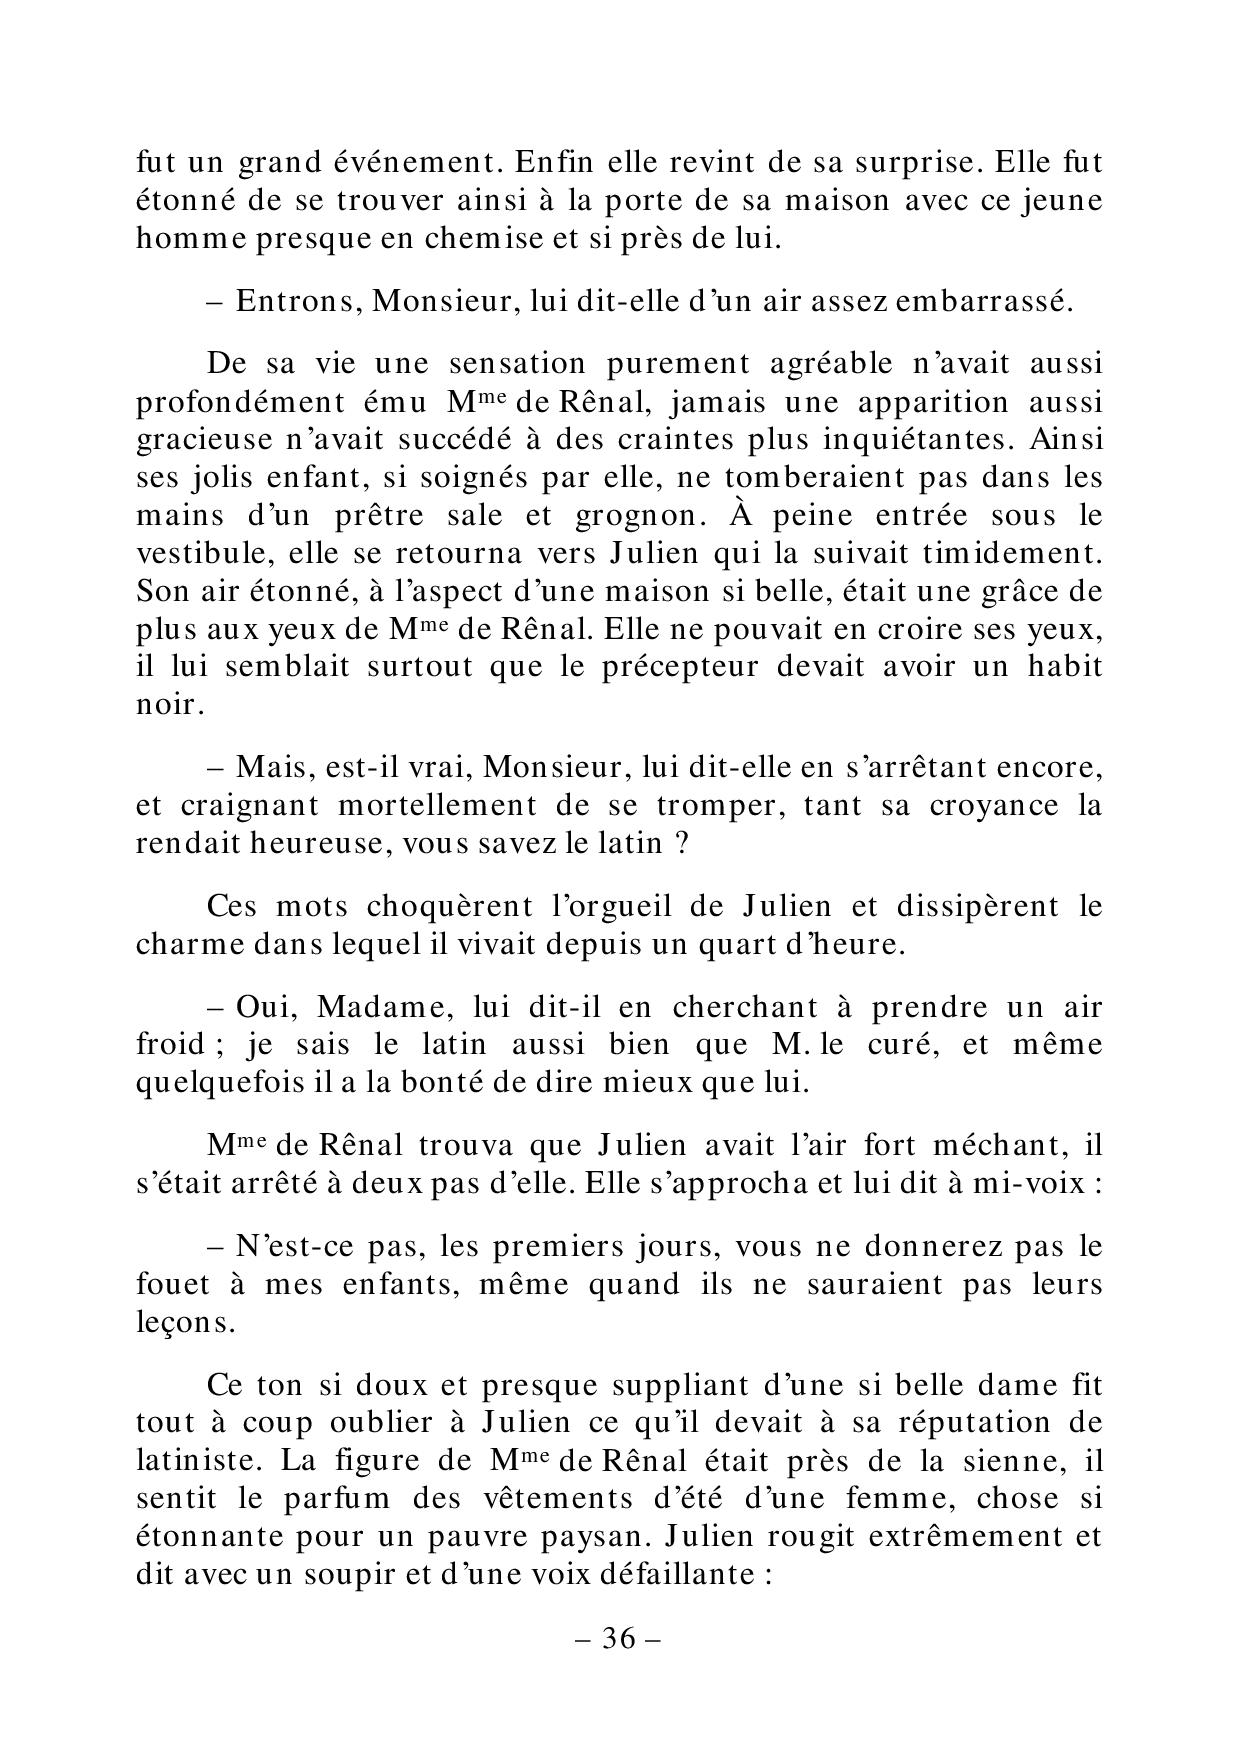 fut un grand événement. Enfin elle revint de sa surprise. Elle fut
étonné de se trouver ainsi à la porte de sa maison avec ce jeune
homme presque en chemise et si près de lui.
– Entrons, Monsieur, lui dit-elle d’un air assez embarrassé.
De sa vie une sensation purement agréable n’avait aussi
profondément ému Mme de Rênal, jamais une apparition aussi
gracieuse n’avait succédé à des craintes plus inquiétantes. Ainsi
ses jolis enfant, si soignés par elle, ne tomberaient pas dans les
mains d’un prêtre sale et grognon. À peine entrée sous le
vestibule, elle se retourna vers Julien qui la suivait timidement.
Son air étonné, à l’aspect d’une maison si belle, était une grâce de
plus aux yeux de Mme de Rênal. Elle ne pouvait en croire ses yeux,
il lui semblait surtout que le précepteur devait avoir un habit
noir.
– Mais, est-il vrai, Monsieur, lui dit-elle en s’arrêtant encore,
et craignant mortellement de se tromper, tant sa croyance la
rendait heureuse, vous savez le latin ?
Ces mots choquèrent l’orgueil de Julien et dissipèrent le
charme dans lequel il vivait depuis un quart d’heure.
– Oui, Madame, lui dit-il en cherchant à prendre un air
froid ; je sais le latin aussi bien que M. le curé, et même
quelquefois il a la bonté de dire mieux que lui.
Mme de Rênal trouva que Julien avait l’air fort méchant, il
s’était arrêté à deux pas d’elle. Elle s’approcha et lui dit à mi-voix :
– N’est-ce pas, les premiers jours, vous ne donnerez pas le
fouet à mes enfants, même quand ils ne sauraient pas leurs
leçons.
Ce ton si doux et presque suppliant d’une si belle dame fit
tout à coup oublier à Julien ce qu’il devait à sa réputation de
latiniste. La figure de Mme de Rênal était près de la sienne, il
sentit le parfum des vêtements d’été d’une femme, chose si
étonnante pour un pauvre paysan. Julien rougit extrêmement et
dit avec un soupir et d’une voix défaillante :
– 36 –